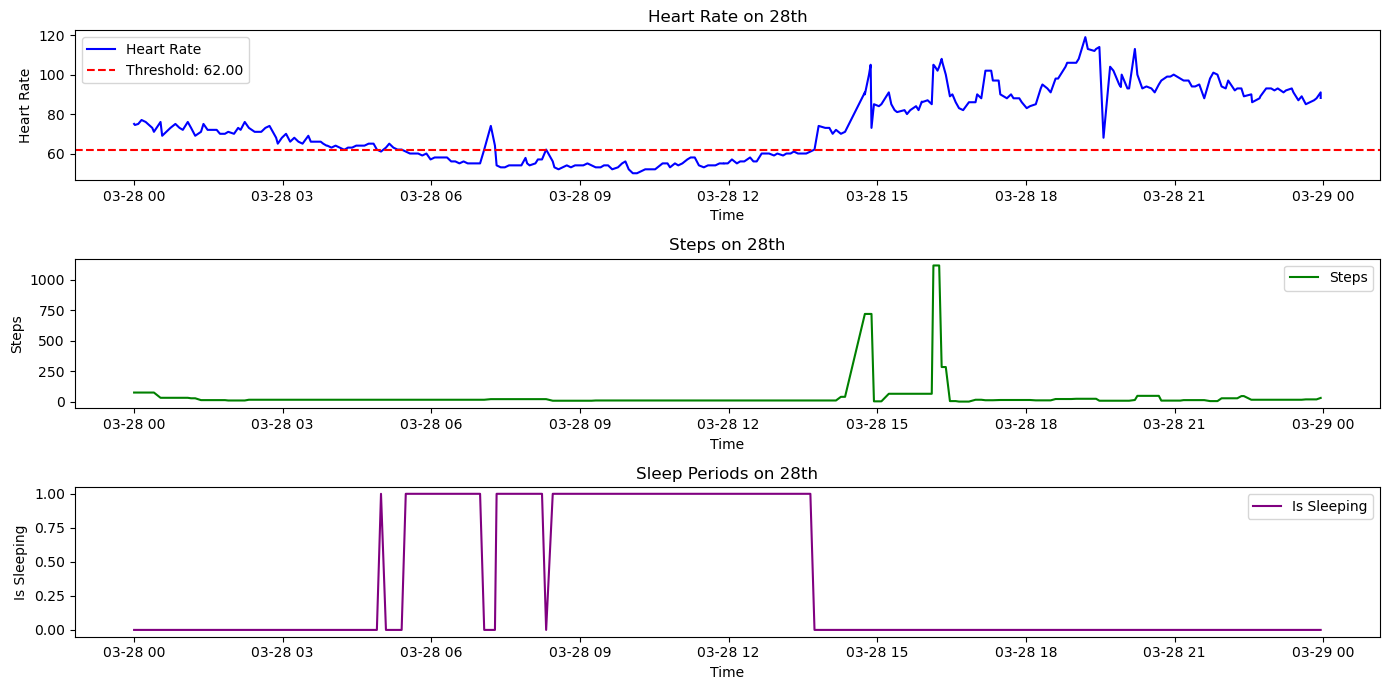 Heart Rate on 28th
Heart Rate
120
100
80
60
Heart Rate
Threshold: 62.00
03-28 00 03-28 03 03-28 06 03-28 09 03-28 12 03-28 15 03-28 18 03-28 21 03-29 00
Time
Steps on 28th
Steps
1000
750
500
250
0
Steps
03-28 00 03-28 03 03-28 06 03-28 09 03-28 12 03-28 15 03-28 18 03-28 21 03-29 00
Time
Sleep Periods on 28th
Is Sleeping
1.00
0.75
0.50
0.25
0.00
Is Sleeping
03-28 00 03-28 03 03-28 06 03-28 09 03-28 12 03-28 15 03-28 18 03-28 21 03-29 00
Time